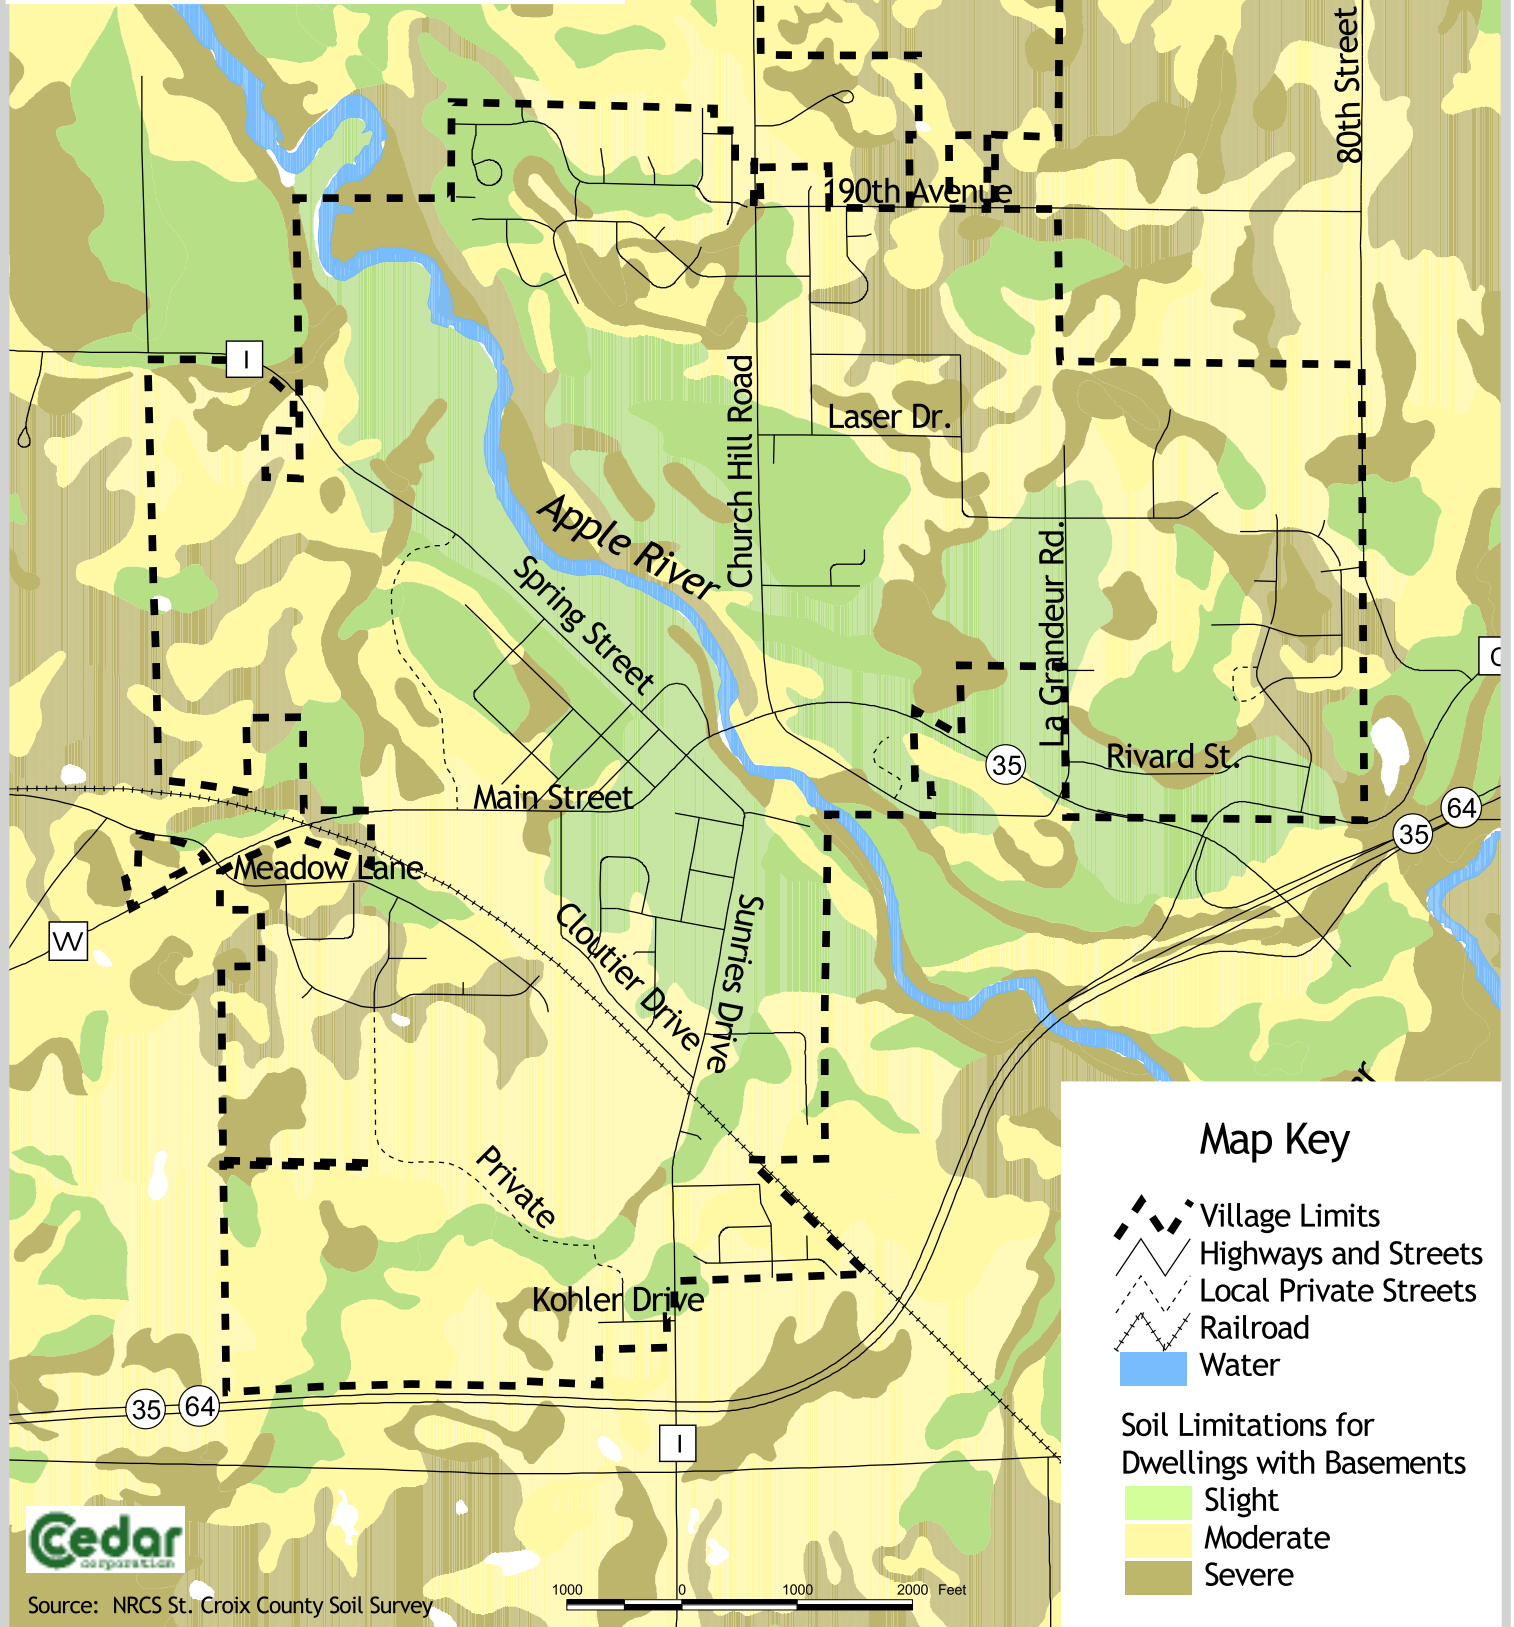 80th Street
190th Avenue
I
Church Hill Road
Laser Dr.
Apple River
Spring Street
La Grandeur Rd.
35
Rivard St.
Main Street
64
35
Meadow Lane
W
Cloutier Drive
Sunries Drive
Private
Kohler Drive
35
64
I
Map Key
Village Limits
Highways and Streets
Local Private Streets
Railroad
Water
Soil Limitations for
Dwellings with Basements
Slight
Moderate
Severe
Cedar
corporation
Source: NRCS St. Croix County Soil Survey
1000 0 1000 2000 Feet